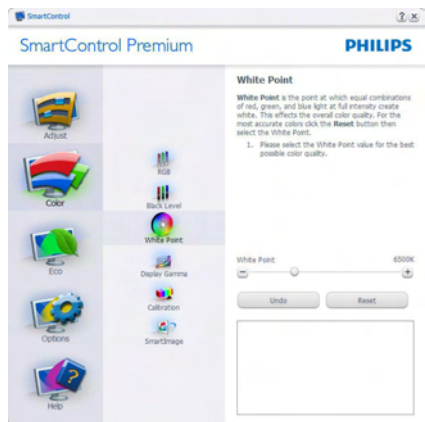 SmartControl
SmartControl Premium
PHILIPS
Adjust
Color
Eco
Options
Help
RGB
Black Level
White Point
Display Gamma
Calibration
SmartImage
White Point
White Point is the point at which equal combinations
of red, green, and blue light at full intensity create
white. This effects the overall color quality. For the
most accurate colors click the Reset button then
select the White Point.
1. Please select the White Point value for the best
possible color quality.
White Point 6500K
Undo Reset